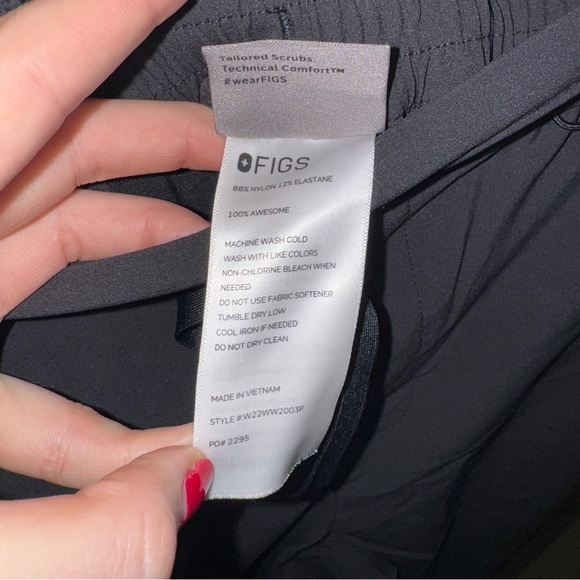 Tailored Scrubs.
Technical Comfort™
#wearFIGS
FIGS
88% NYLON 12% ELASTANE
100% AWESOME
MACHINE WASH COLD
WASH WITH LIKE COLORS
NON-CHLORINE BLEACH WHEN
NEEDED
DO NOT USE FABRIC SOFTENER
TUMBLE DRY LOW
COOL IRON IF NEEDED
DO NOT DRY CLEAN
MADE IN VIETNAM
STYLE #:W22WW2003P
PO# 2295